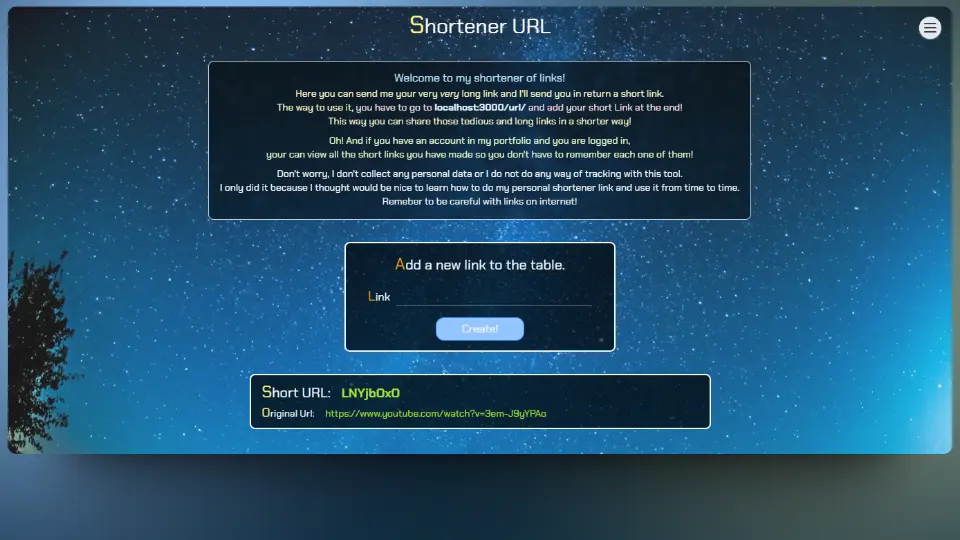 Shortener URL
Welcome to my shortener of links!
Here you can send me your very very long link and I'll send you in return a short link.
The way to use it, you have to go to localhost:3000/url/ and add your short Link at the end!
This way you can share those tedious and long links in a shorter way!
Oh! And if you have an account in my portfolio and you are logged in,
your can view all the short links you have made so you don't have to remember each one of them!
Don't worry, I don't collect any personal data or I do not do any way of tracking with this tool.
I only did it because I thought would be nice to learn how to do my personal shortener link and use it from time to time.
Remeber to be careful with links on internet!
Add a new link to the table.
Link
Create!
Short URL: LNYjbOxO
Original Url: https://www.youtube.com/watch?v=3em-J9yYPAo